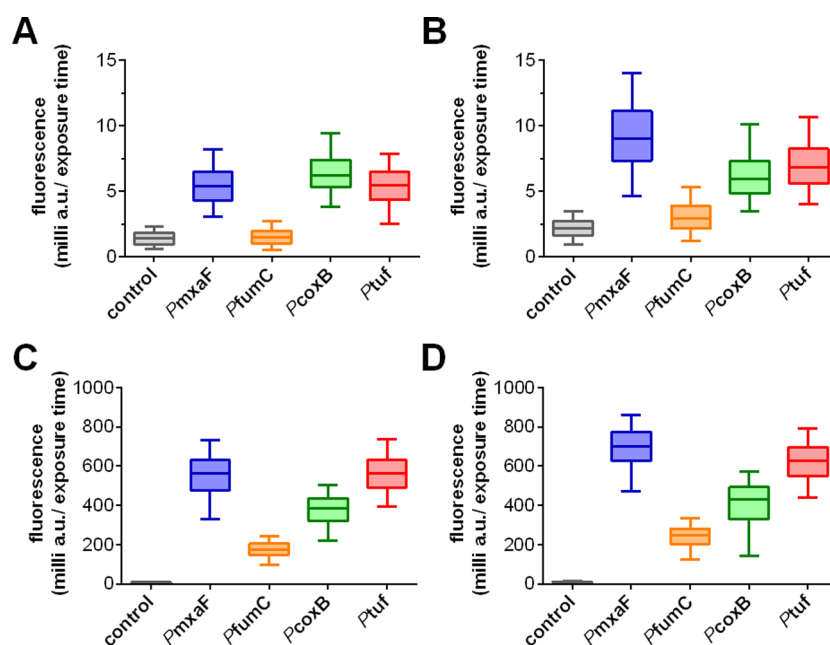 A
fluorescence
(milli a.u./ exposure time)
15
10
5
0
control
PmxaF
PfumC
PcoxB
Ptuf
B
fluorescence
(milli a.u./ exposure time)
15
10
5
0
control
PmxaF
PfumC
PcoxB
Ptuf
C
fluorescence
(milli a.u./ exposure time)
1000
800
600
400
200
0
control
PmxaF
PfumC
PcoxB
Ptuf
D
fluorescence
(milli a.u./ exposure time)
1000
800
600
400
200
0
control
PmxaF
PfumC
PcoxB
Ptuf